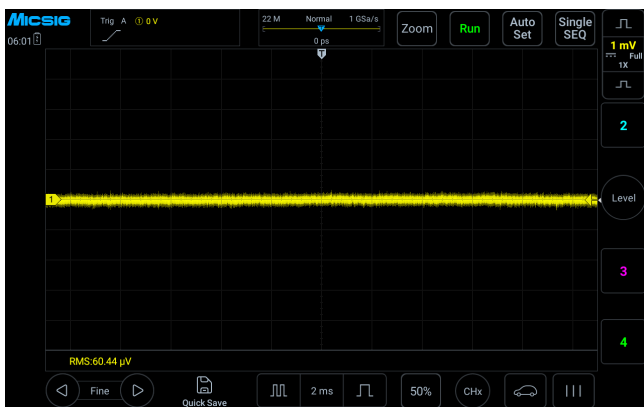 Micsig
06:01
Trig A ① 0 V
22 M Normal 1 GSa/s
0 ps
Zoom
Run
Auto
Set
Single
SEQ
1 mV
Full
1X
T
2
1
Level
3
4
RMS:60.44 μV
Fine
Quick Save
2 ms
50%
CHx